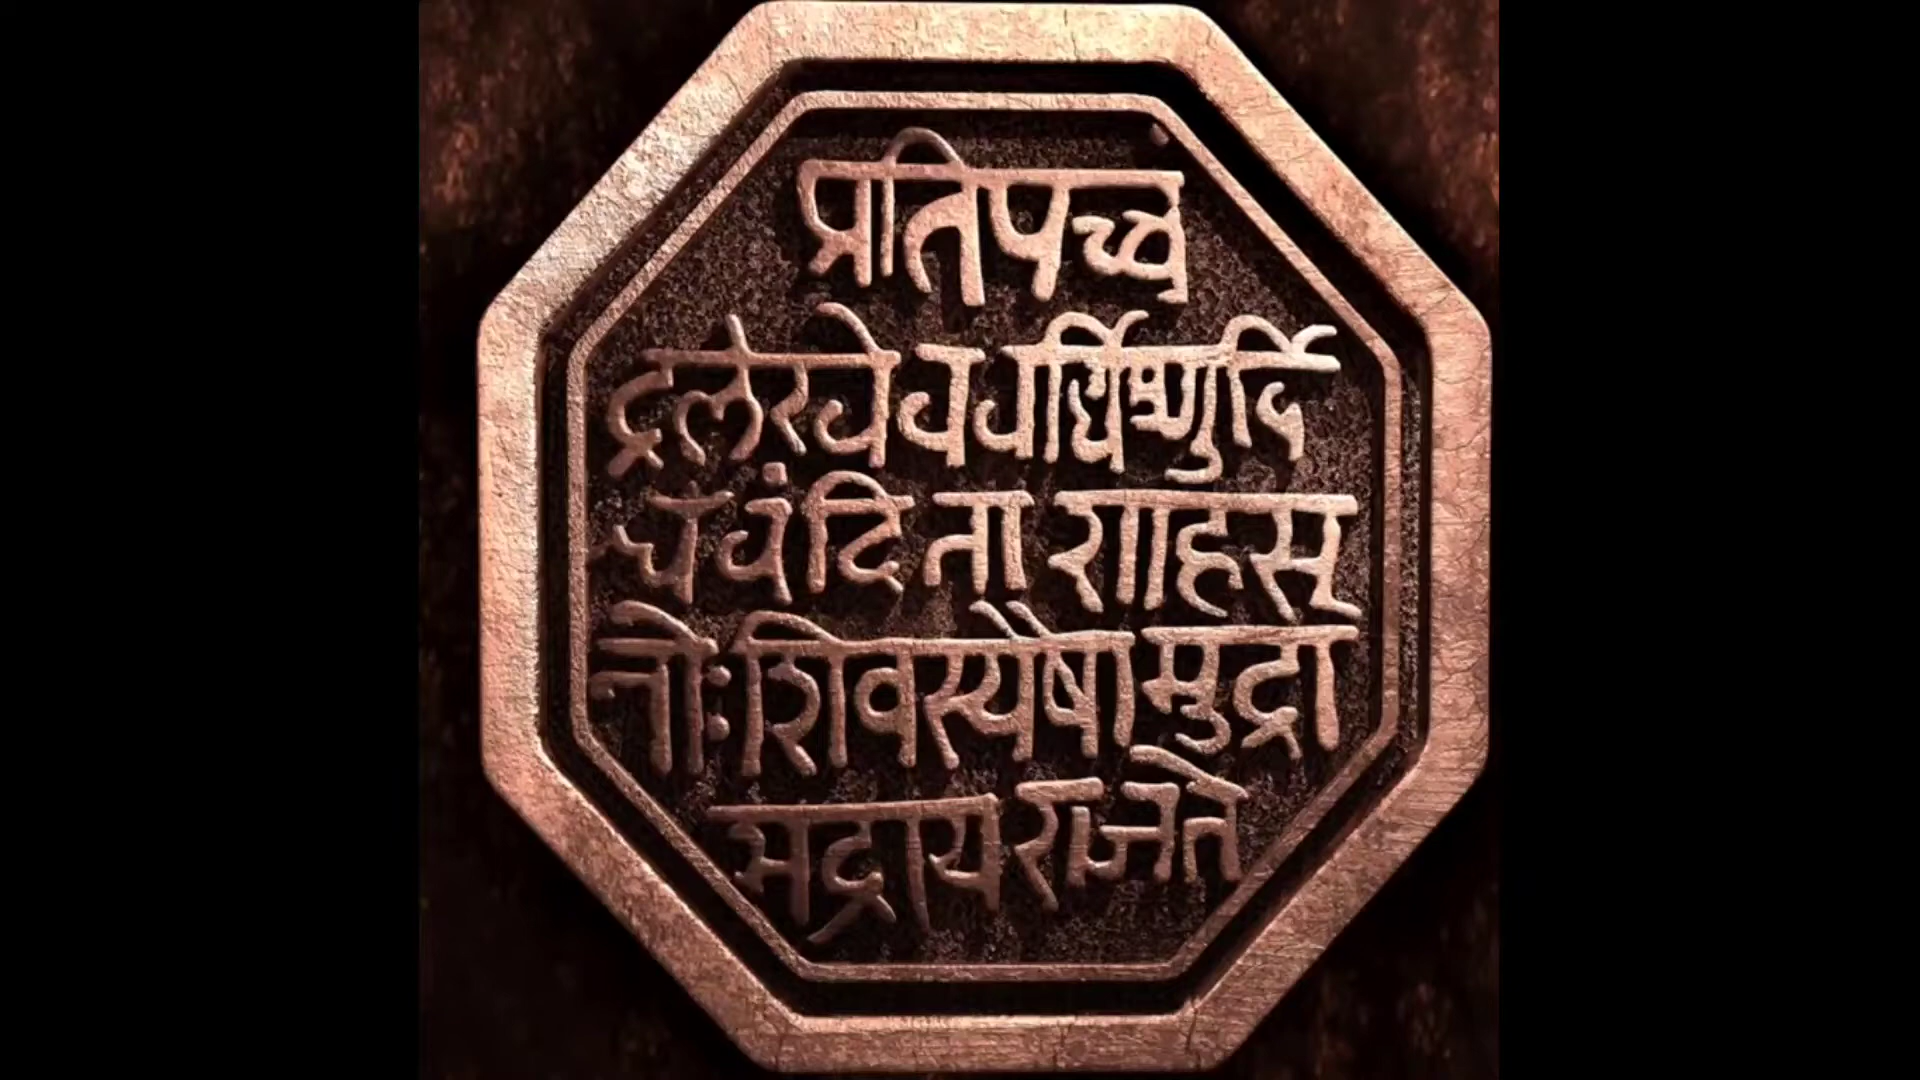 प्रतिपच्चं
द्रलेखेव वर्धिष्णुर्वि
श्ववंदिता शाहसू
नोः शिवस्यैषा मुद्रा
भद्राय राजते